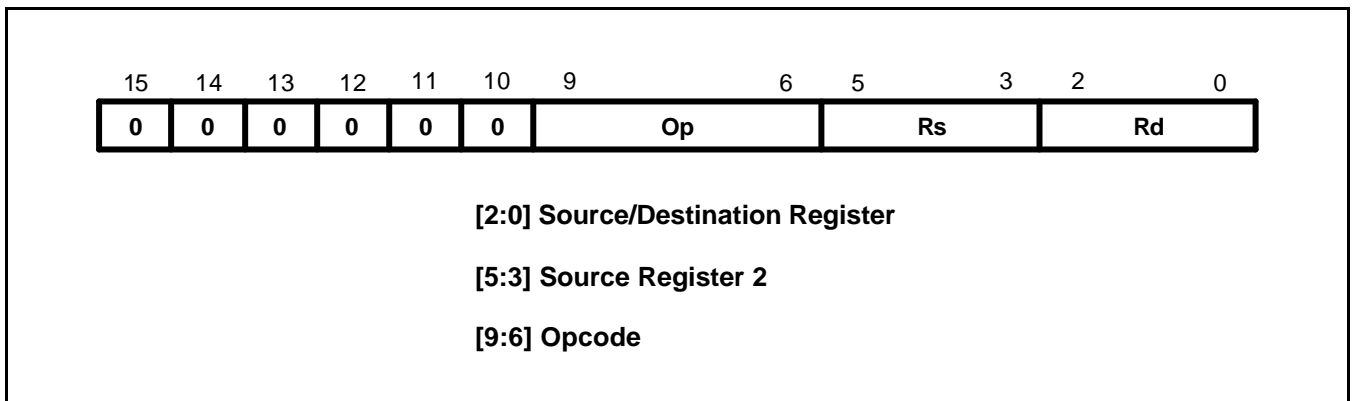 15 14 13 12 11 10 9 6 5 3 2 0
0 0 0 0 0 0 Op Rs Rd
[2:0] Source/Destination Register
[5:3] Source Register 2
[9:6] Opcode